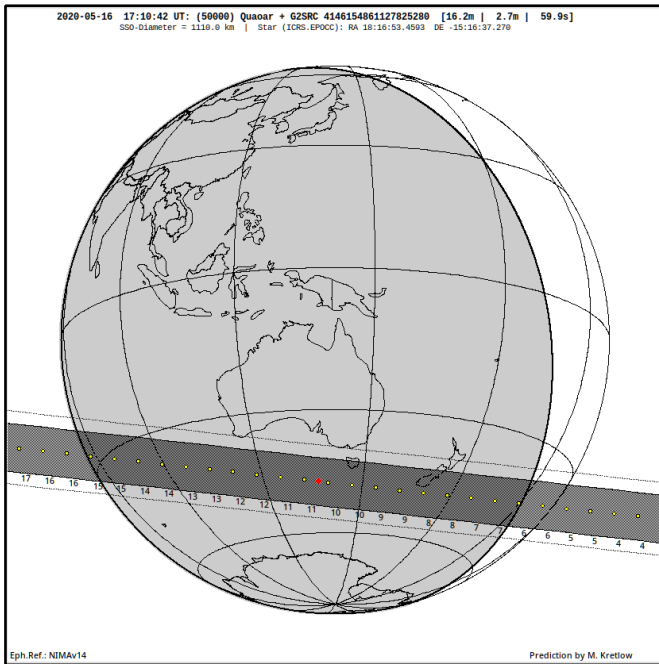 2020-05-16 17:10:42 UT: (50000) Quaoar + G2SRC 4146154861127825280 [16.2m | 2.7m | 59.9s]
SSO-Diameter = 1110.0 km | Star (ICRS.EPOCC): RA 18:16:53.4593 DE -15:16:37.270
17 16 16 15 15 14 14 13 13 12 12 11 11 10 10 9 9 8 8 7 7 6 6 5 5 4 4
Eph.Ref.: NIMAv14
Prediction by M. Kretlow